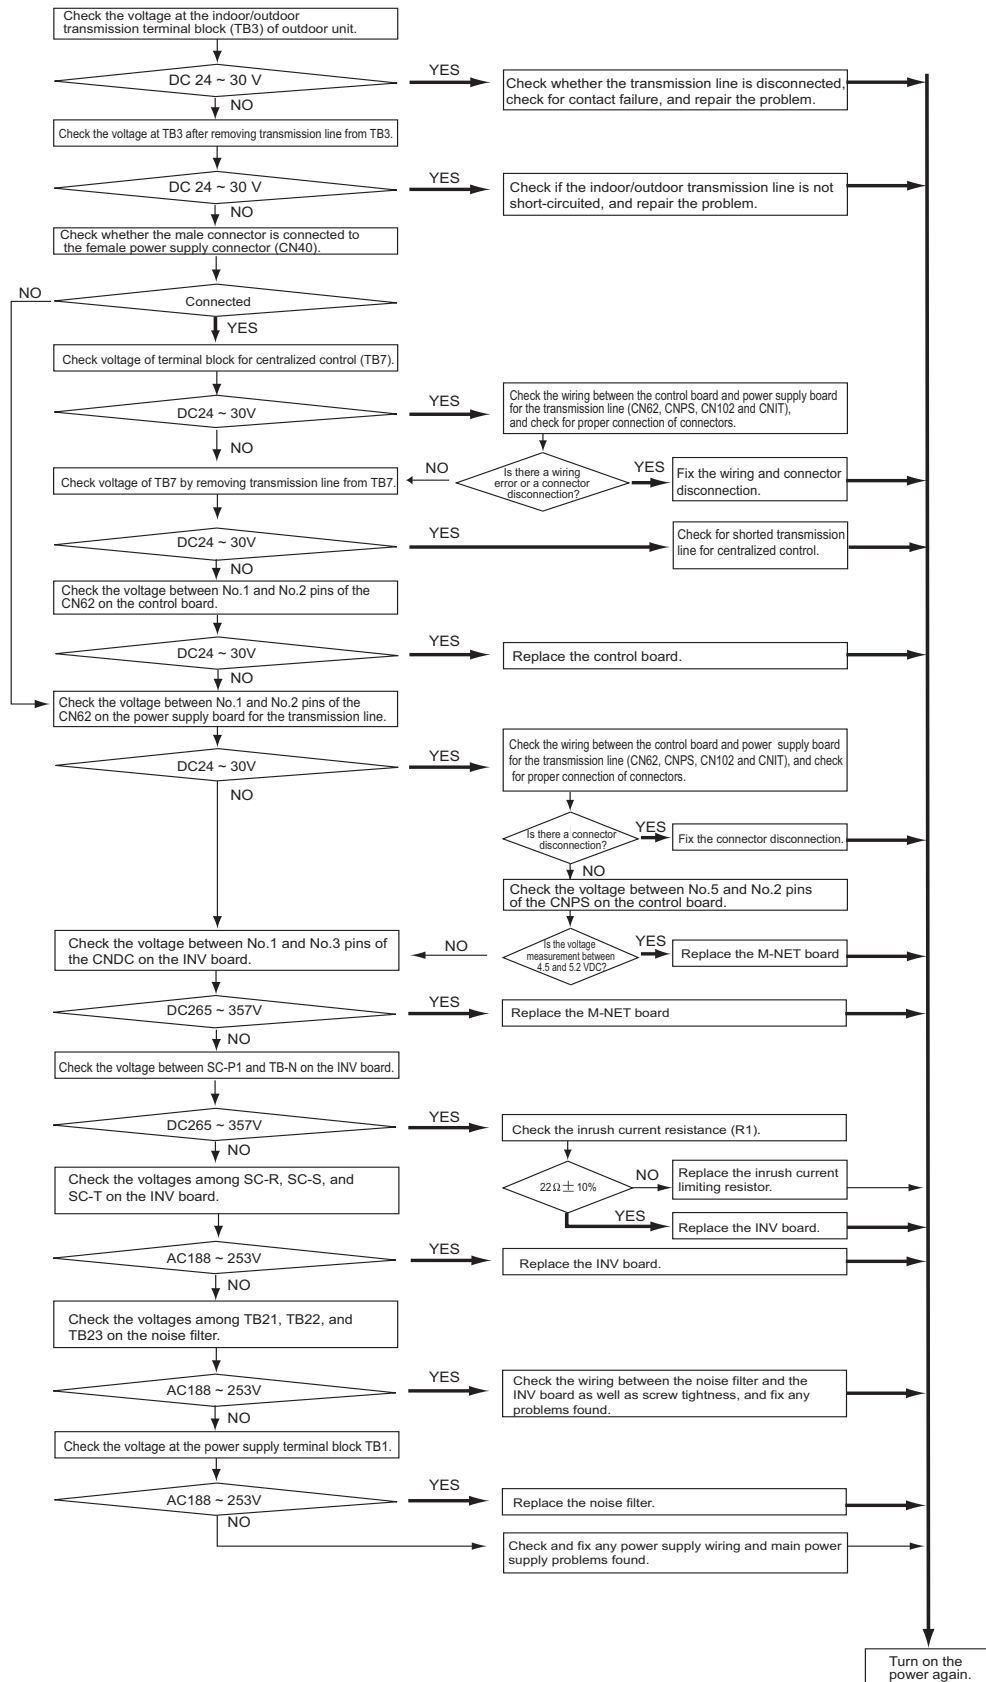 Check the voltage at the indoor/outdoor
transmission terminal block (TB3) of outdoor unit.
DC 24 ~ 30 V
YES
Check whether the transmission line is disconnected,
check for contact failure, and repair the problem.
NO
Check the voltage at TB3 after removing transmission line from TB3.
DC 24 ~ 30 V
YES
Check if the indoor/outdoor transmission line is not
short-circuited, and repair the problem.
NO
Check whether the male connector is connected to
the female power supply connector (CN40).
NO
Connected
YES
Check voltage of terminal block for centralized control (TB7).
DC24 ~ 30V
YES
Check the wiring between the control board and power supply board
for the transmission line (CN62, CNPS, CN102 and CNIT),
and check for proper connection of connectors.
NO
Is there a wiring
error or a connector
disconnection?
NO
YES
Fix the wiring and connector
disconnection.
Check voltage of TB7 by removing transmission line from TB7.
DC24 ~ 30V
YES
Check for shorted transmission
line for centralized control.
NO
Check the voltage between No.1 and No.2 pins of the
CN62 on the control board.
DC24 ~ 30V
YES
Replace the control board.
NO
Check the voltage between No.1 and No.2 pins of the
CN62 on the power supply board for the transmission line.
DC24 ~ 30V
YES
Check the wiring between the control board and power supply board
for the transmission line (CN62, CNPS, CN102 and CNIT), and check
for proper connection of connectors.
NO
Is there a connector
disconnection?
YES
Fix the connector disconnection.
NO
Check the voltage between No.5 and No.2 pins
of the CNPS on the control board.
Is the voltage
measurement between
4.5 and 5.2 VDC?
NO
YES
Replace the M-NET board
Check the voltage between No.1 and No.3 pins of
the CNDC on the INV board.
DC265 ~ 357V
YES
Replace the M-NET board
NO
Check the voltage between SC-P1 and TB-N on the INV board.
DC265 ~ 357V
YES
Check the inrush current resistance (R1).
NO
22Ω ± 10%
NO
Replace the inrush current
limiting resistor.
YES
Replace the INV board.
Check the voltages among SC-R, SC-S, and
SC-T on the INV board.
AC188 ~ 253V
YES
Replace the INV board.
NO
Check the voltages among TB21, TB22, and
TB23 on the noise filter.
AC188 ~ 253V
YES
Check the wiring between the noise filter and the
INV board as well as screw tightness, and fix any
problems found.
NO
Check the voltage at the power supply terminal block TB1.
AC188 ~ 253V
YES
Replace the noise filter.
NO
Check and fix any power supply wiring and main power
supply problems found.
Turn on the
power again.